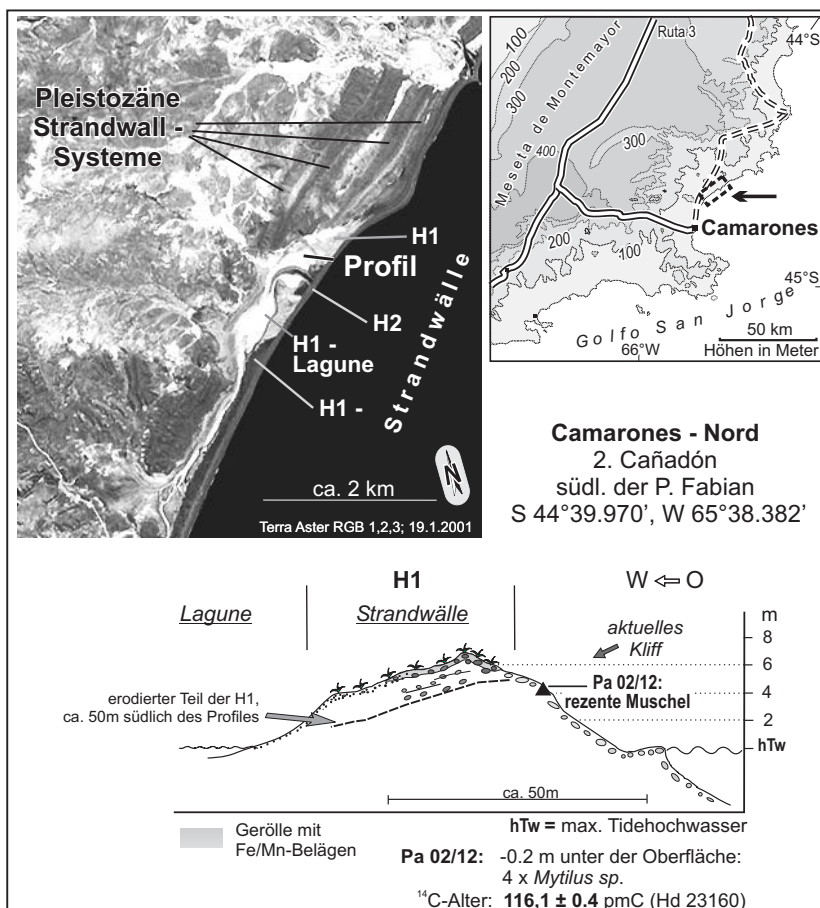 Pleistozäne
Strandwall -
Systeme
H1
Profil
H2
H1 -
Lagune
H1 -
Strandwälle
N
ca. 2 km
Terra Aster RGB 1,2,3; 19.1.2001
100
200
300
Ruta 3
44°S
Meseta de Montemayor
400
300
Camarones
200
100
45°S
Golfo San Jorge
50 km
66°W
Höhen in Meter
Camarones - Nord
2. Cañadón
südl. der P. Fabian
S 44°39.970’, W 65°38.382’
H1
W ⇐ O
Lagune
Strandwälle
m
aktuelles
Kliff
8
6
Pa 02/12:
rezente Muschel
4
erodierter Teil der H1,
ca. 50m südlich des Profiles
2
hTw
ca. 50m
Gerölle mit
Fe/Mn-Belägen
hTw = max. Tidehochwasser
Pa 02/12: -0.2 m unter der Oberfläche:
4 x Mytilus sp.
¹⁴C-Alter: 116,1 ± 0.4 pmC (Hd 23160)